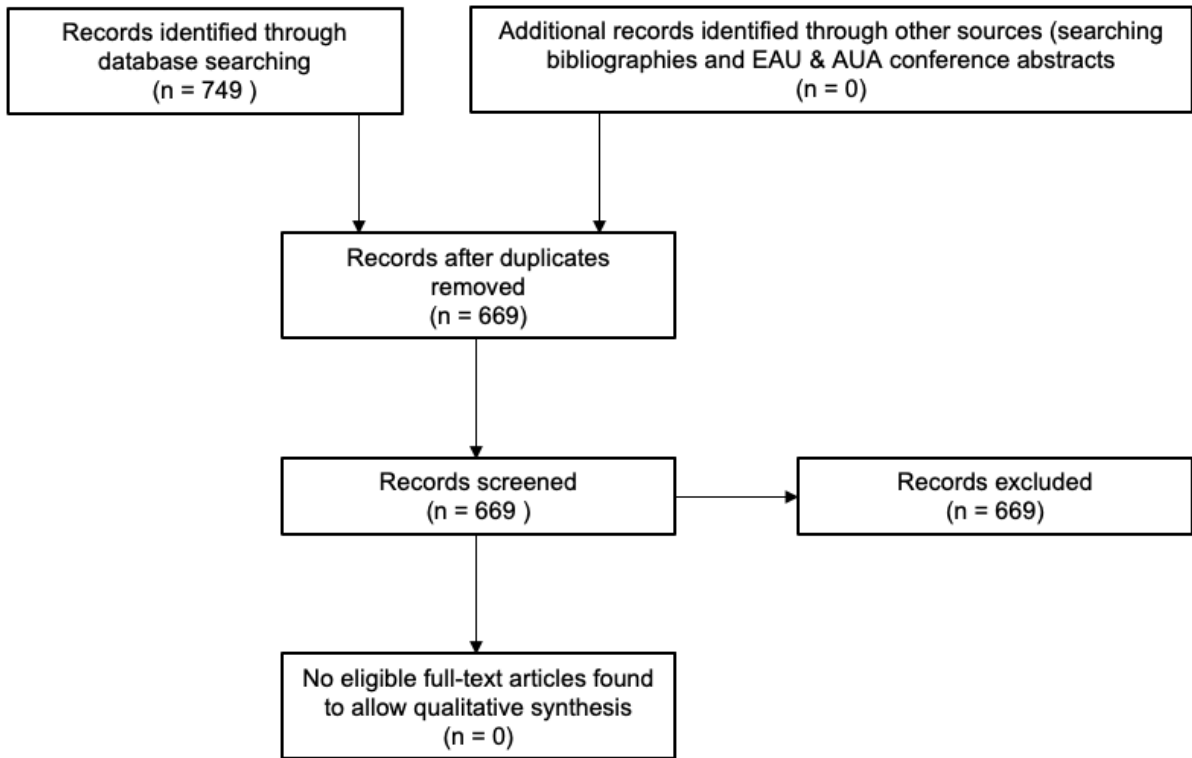 Records identified through
database searching
(n = 749 )
Additional records identified through other sources (searching
bibliographies and EAU & AUA conference abstracts
(n = 0)
Records after duplicates
removed
(n = 669)
Records screened
(n = 669 )
Records excluded
(n = 669)
No eligible full-text articles found
to allow qualitative synthesis
(n = 0)